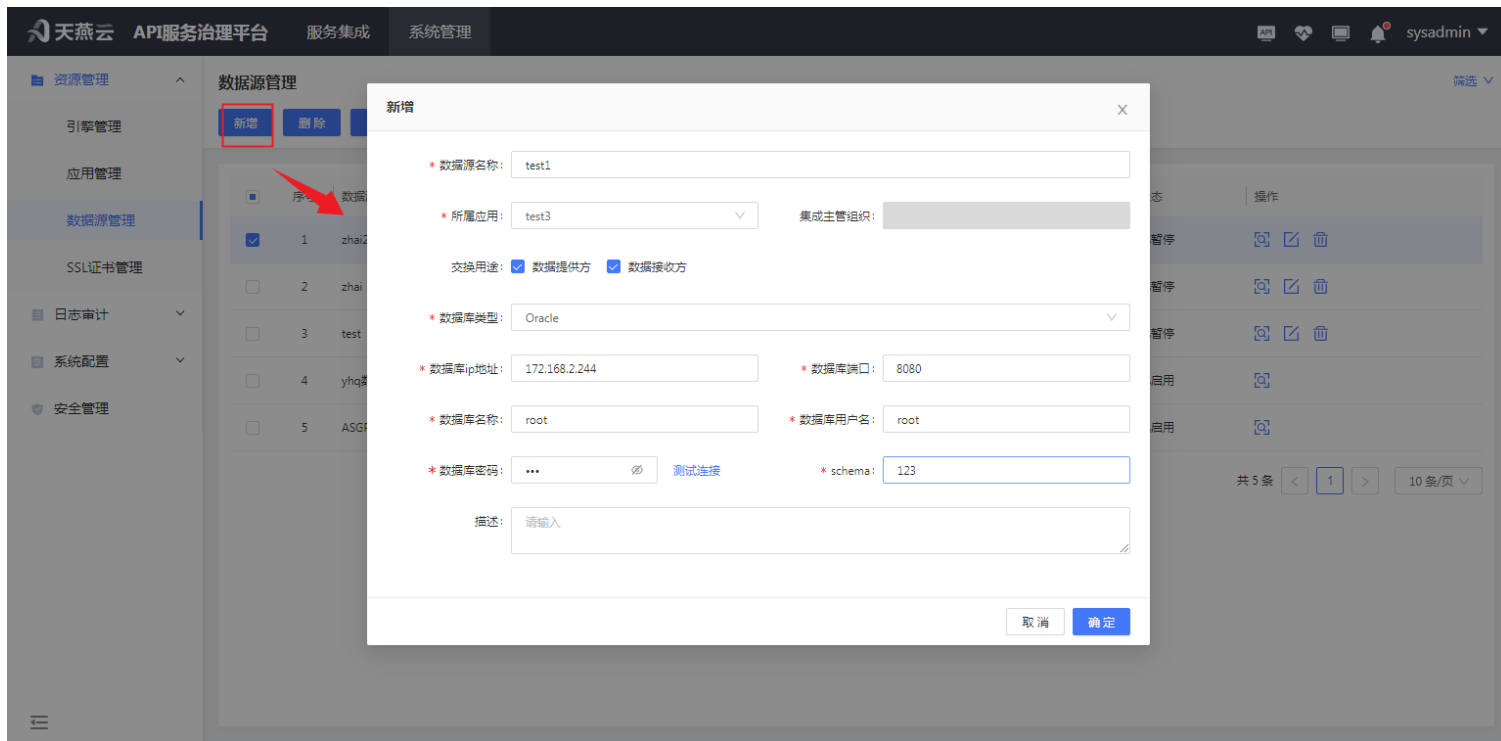 天燕云 API服务治理平台 服务集成 系统管理 API sysadmin
资源管理
引擎管理
应用管理
数据源管理
SSL证书管理
日志审计
系统配置
安全管理
数据源管理 筛选
新增 删除
序号 操作
1 暂停
2 zhai 暂停
3 test 暂停
4 启用
5 启用
共5条 < 1 > 10条/页
新增
* 数据源名称: test1
* 所属应用: test3 集成主管组织:
交换用途: 数据提供方 数据接收方
* 数据库类型: Oracle
* 数据库ip地址: 172.168.2.244 * 数据库端口: 8080
* 数据库名称: root * 数据库用户名: root
* 数据库密码: ••• 测试连接 * schema: 123
描述: 请输入
取消 确定